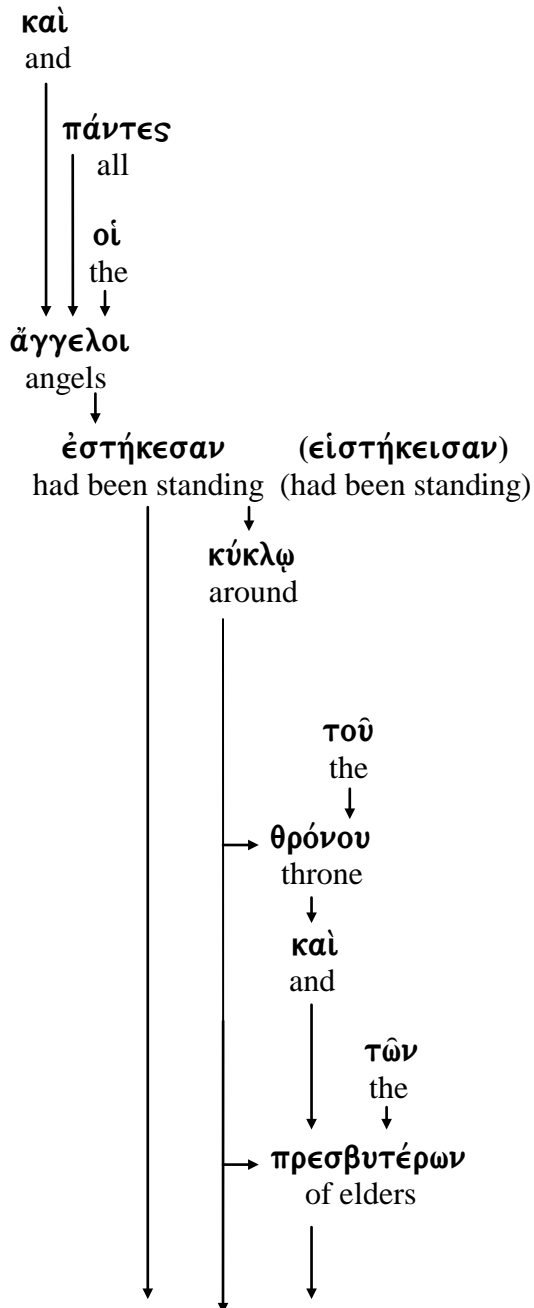 καὶ
and
πάντες
all
οἱ
the
ἄγγελοι
angels
ἐστήκεσαν (εἱστήκεισαν)
had been standing (had been standing)
κύκλῳ
around
τοῦ
the
θρόνου
throne
καὶ
and
τῶν
the
πρεσβυτέρων
of elders